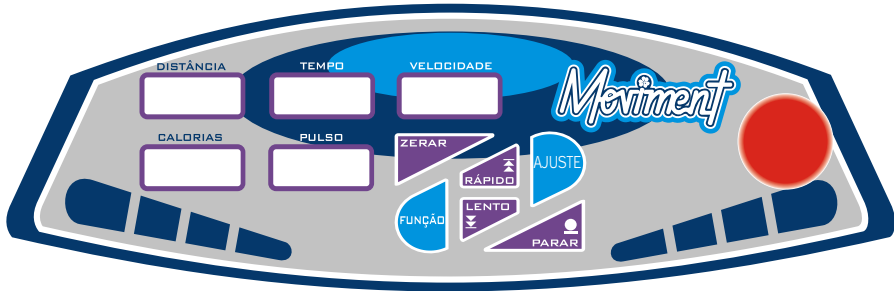 DISTÂNCIA
TEMPO
VELOCIDADE
Moviment
CALORIAS
PULSO
ZERAR
RÁPIDO
AJUSTE
FUNÇÃO
LENTO
PARAR